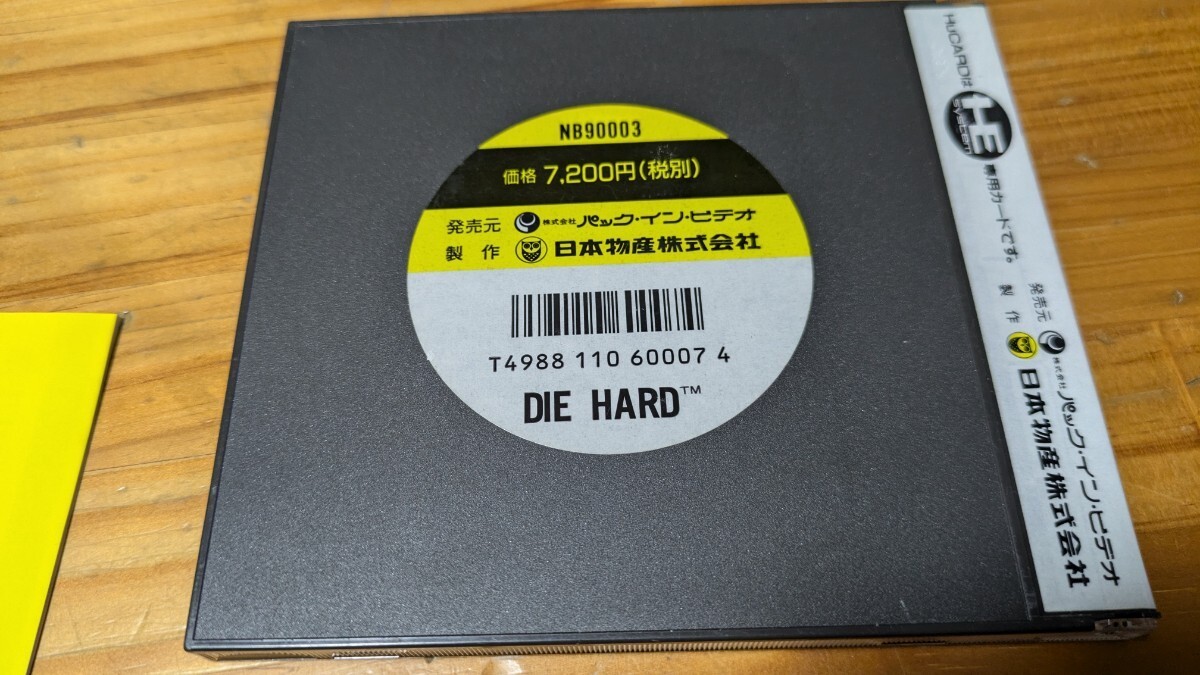 NB90003
価格 7,200円(税別)
発売元 株式会社 パック・イン・ビデオ
製作 日本物産株式会社
T4988 110 60007 4
DIE HARD™
HuCARDは HE system 専用カードです。
発売元 株式会社 パック・イン・ビデオ
製作 日本物産株式会社